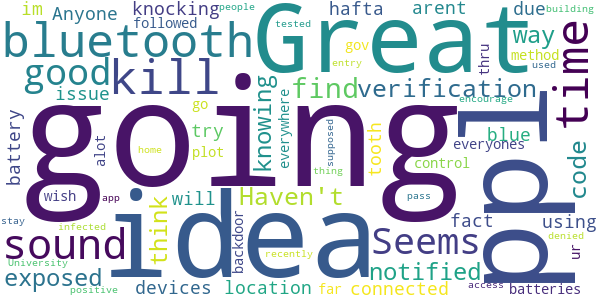 im Anyone knocking hafta arent due people building
followed tested
bluetooth Great gov thru way
good kill entry method used
issue find verification time
going knowing everywhere go encourage
battery try blue
plot tooth supposed everyones code
home control
wish app thing pass
think Haven't will
idea backdoor fact using
sound Seems stay
infected University recently denied ur
exposed notified access
positive devices location far connected batteries
ppl
alot